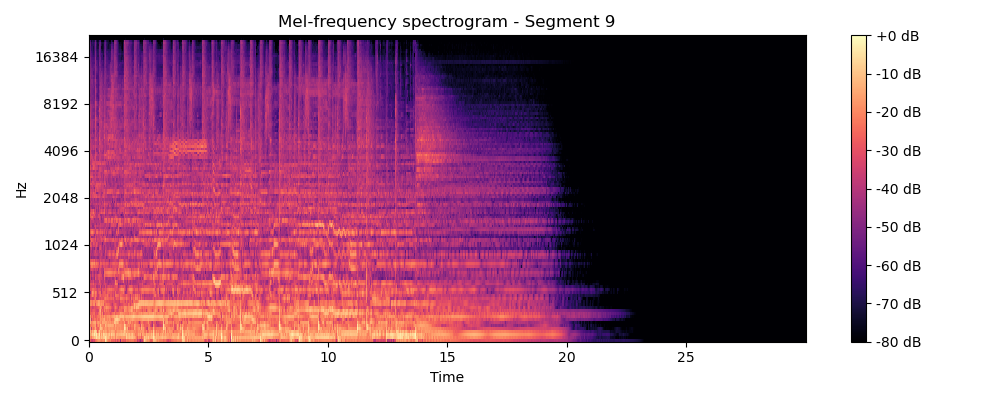 Mel-frequency spectrogram - Segment 9
Hz
16384
8192
4096
2048
1024
512
0
0 5 10 15 20 25
Time
+0 dB
-10 dB
-20 dB
-30 dB
-40 dB
-50 dB
-60 dB
-70 dB
-80 dB